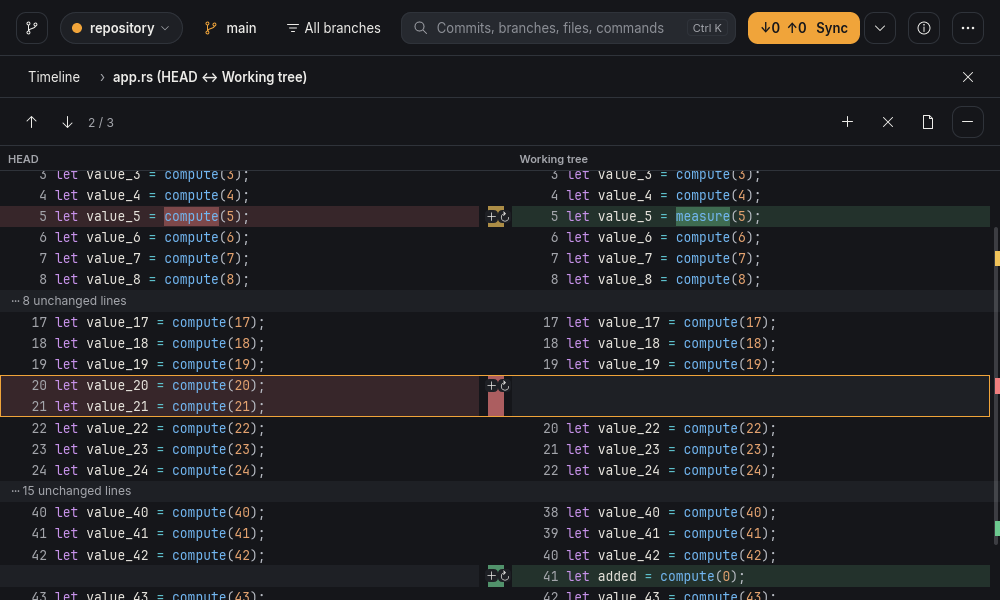 repository main All branches Commits, branches, files, commands Ctrl K ↓0 ↑0 Sync
Timeline › app.rs (HEAD ↔ Working tree)
2 / 3
HEAD Working tree
3 let value_3 = compute(3); 3 let value_3 = compute(3);
4 let value_4 = compute(4); 4 let value_4 = compute(4);
5 let value_5 = compute(5); 5 let value_5 = measure(5);
6 let value_6 = compute(6); 6 let value_6 = compute(6);
7 let value_7 = compute(7); 7 let value_7 = compute(7);
8 let value_8 = compute(8); 8 let value_8 = compute(8);
··· 8 unchanged lines
17 let value_17 = compute(17); 17 let value_17 = compute(17);
18 let value_18 = compute(18); 18 let value_18 = compute(18);
19 let value_19 = compute(19); 19 let value_19 = compute(19);
20 let value_20 = compute(20);
21 let value_21 = compute(21);
22 let value_22 = compute(22); 20 let value_22 = compute(22);
23 let value_23 = compute(23); 21 let value_23 = compute(23);
24 let value_24 = compute(24); 22 let value_24 = compute(24);
··· 15 unchanged lines
40 let value_40 = compute(40); 38 let value_40 = compute(40);
41 let value_41 = compute(41); 39 let value_41 = compute(41);
42 let value_42 = compute(42); 40 let value_42 = compute(42);
41 let added = compute(0);
43 let value_43 = compute(43); 42 let value_43 = compute(43);